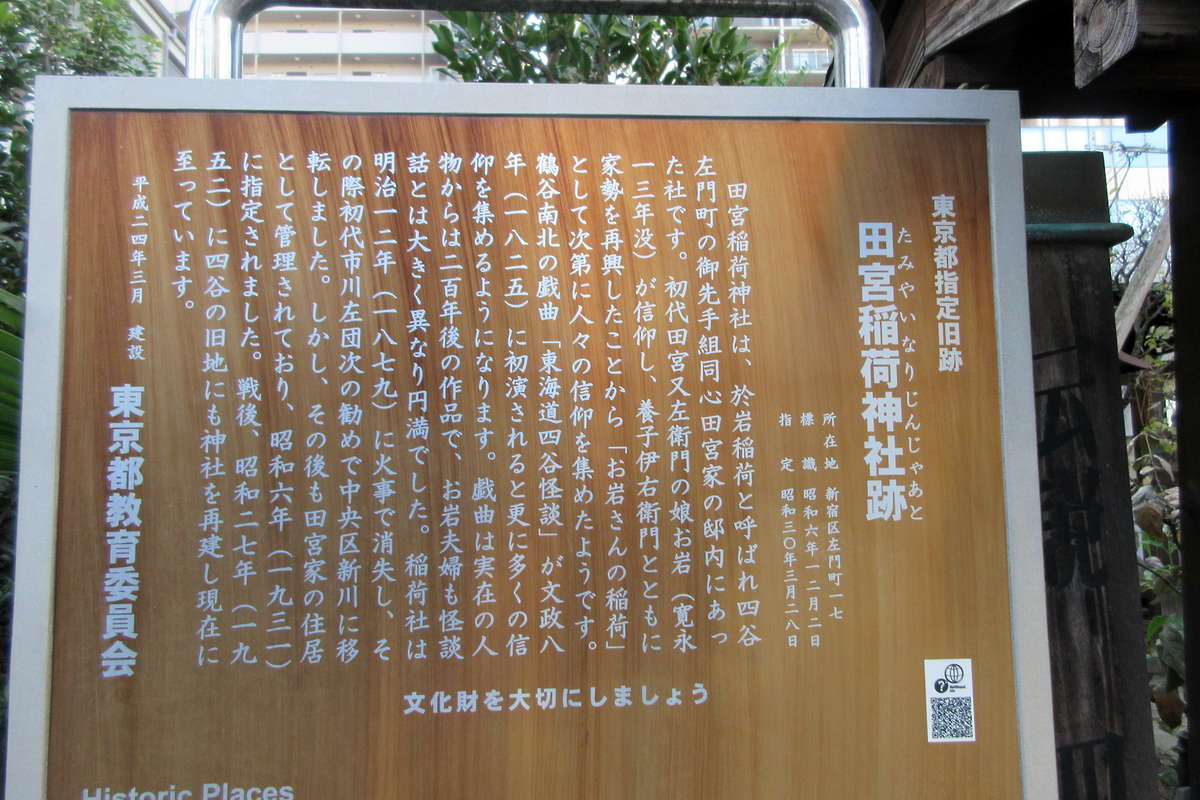 東京都指定旧跡
たみやいなりじんじゃあと
田宮稲荷神社跡
所在地　新宿区左門町一七
標　識　昭和六年一二月二日
指　定　昭和三〇年三月二八日
田宮稲荷神社は、於岩稲荷と呼ばれ四谷
左門町の御先手組同心田宮家の邸内にあっ
た社です。初代田宮又左衛門の娘お岩（寛永
一三年没）が信仰し、養子伊右衛門とともに
家勢を再興したことから「お岩さんの稲荷」
として次第に人々の信仰を集めたようです。
鶴谷南北の戯曲「東海道四谷怪談」が文政八
年（一八二五）に初演されると更に多くの信
仰を集めるようになります。戯曲は実在の人
物からは二百年後の作品で、お岩夫婦も怪談
話とは大きく異なり円満でした。稲荷社は
明治一二年（一八七九）に火事で消失し、そ
の際初代市川左団次の勧めで中央区新川に移
転しました。しかし、その後も田宮家の住居
として管理されており、昭和六年（一九三一）
に指定されました。戦後、昭和二七年（一九
五二）に四谷の旧地にも神社を再建し現在に
至っています。
平成二四年三月　建設
東京都教育委員会
文化財を大切にしましょう
Historic Places